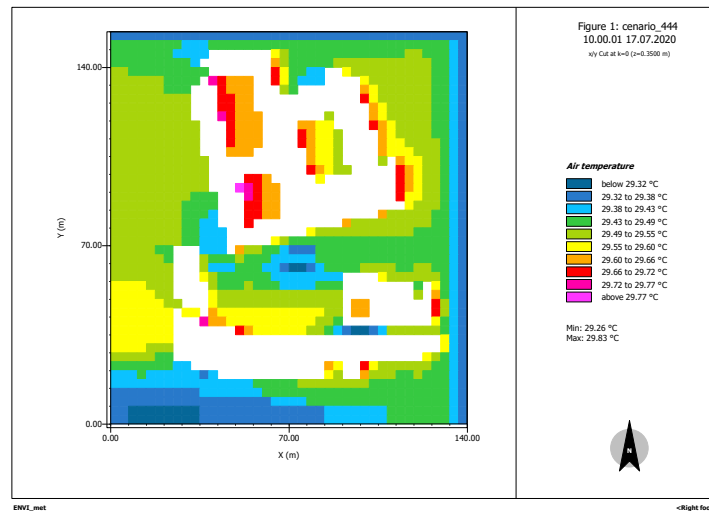 Figure 1: cenario_444
10.00.01 17.07.2020
x/y Cut at k=0 (z=0.3500 m)
140.00
70.00
0.00
Y (m)
0.00
70.00
140.00
X (m)
Air temperature
below 29.32 °C
29.32 to 29.38 °C
29.38 to 29.43 °C
29.43 to 29.49 °C
29.49 to 29.55 °C
29.55 to 29.60 °C
29.60 to 29.66 °C
29.66 to 29.72 °C
29.72 to 29.77 °C
above 29.77 °C
Min: 29.26 °C
Max: 29.83 °C
N
ENVI_met
<Right foo